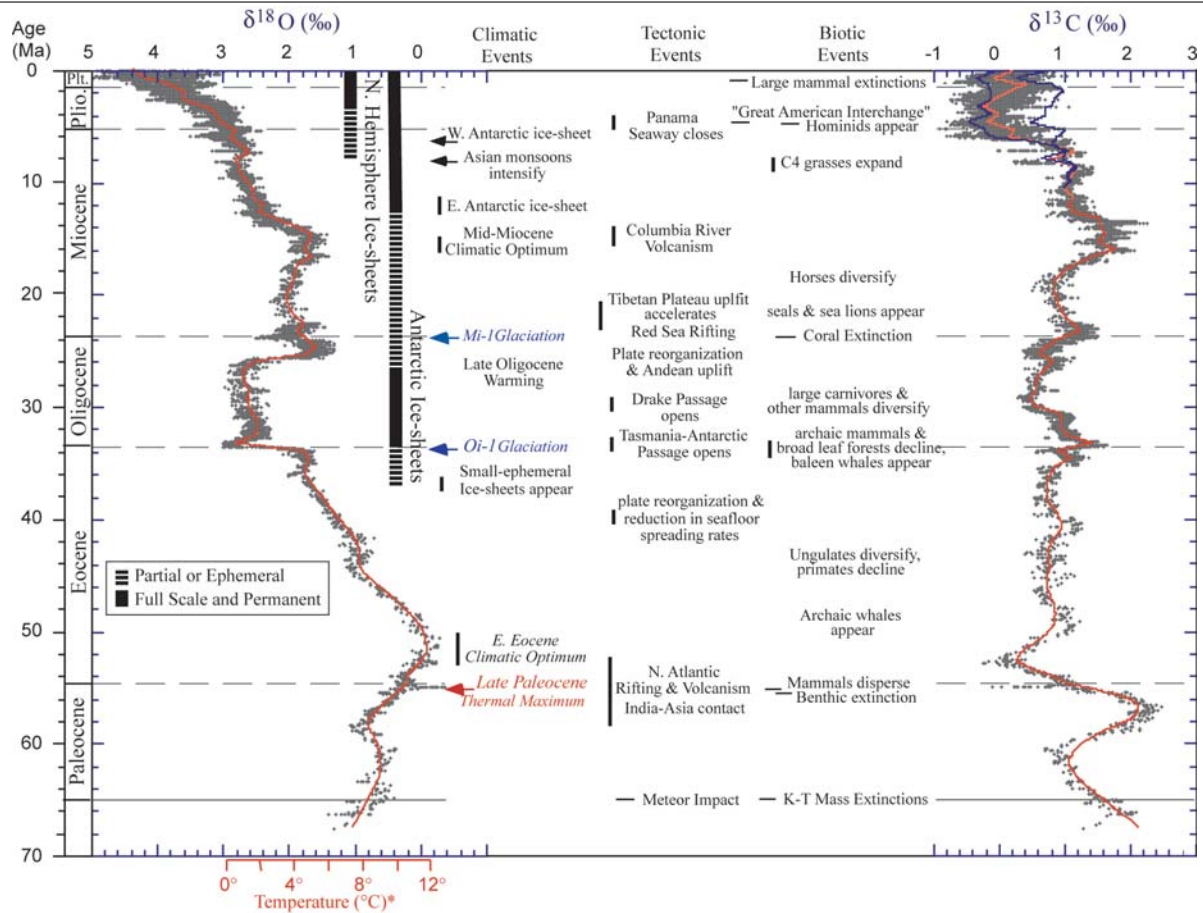 δ18O (‰)
Climatic
Events
Tectonic
Events
Biotic
Events
δ13C (‰)
Age
(Ma)
5 4 3 2 1 0
-1 0 1 2 3
0
10
20
30
40
50
60
70
Plt.
Plio.
Miocene
Oligocene
Eocene
Paleocene
N. Hemisphere Ice-sheets
Antarctic Ice-sheets
W. Antarctic ice-sheet
Asian monsoons
intensify
E. Antarctic ice-sheet
Mid-Miocene
Climatic Optimum
Mi-1 Glaciation
Late Oligocene
Warming
Oi-1 Glaciation
Small-ephemeral
Ice-sheets appear
E. Eocene
Climatic Optimum
Late Paleocene
Thermal Maximum
Panama
Seaway closes
Columbia River
Volcanism
Tibetan Plateau uplfit
accelerates
Red Sea Rifting
Plate reorganization
& Andean uplift
Drake Passage
opens
Tasmania-Antarctic
Passage opens
plate reorganization &
reduction in seafloor
spreading rates
N. Atlantic
Rifting & Volcanism
India-Asia contact
Meteor Impact
Large mammal extinctions
"Great American Interchange"
Hominids appear
C4 grasses expand
Horses diversify
seals & sea lions appear
Coral Extinction
large carnivores &
other mammals diversify
archaic mammals &
broad leaf forests decline,
baleen whales appear
Ungulates diversify,
primates decline
Archaic whales
appear
Mammals disperse
Benthic extinction
K-T Mass Extinctions
Partial or Ephemeral
Full Scale and Permanent
0° 4° 8° 12°
Temperature (°C)*